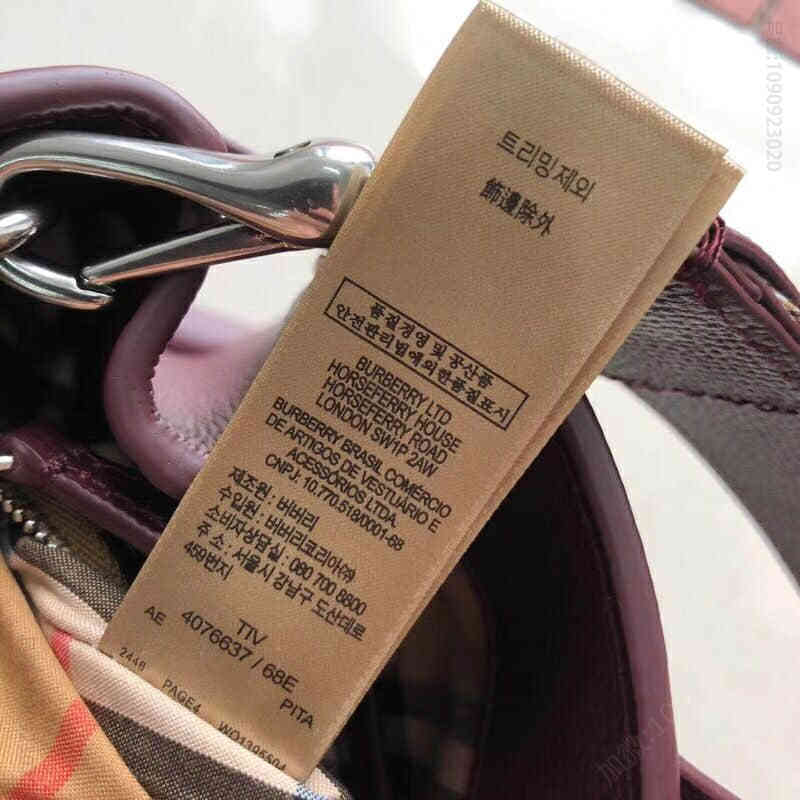 트리밍제외
飾邊除外
품질경영 및 공산품
안전관리법에의한품질표시
BURBERRY LTD
HORSEFERRY HOUSE
HORSEFERRY ROAD
LONDON SW1P 2AW
BURBERRY BRASIL COMERCIO
DE ARTIGOS DE VESTUÁRIO E
ACESSÓRIOS LTDA.
CNPJ: 10.770.518/0001-68
제조원 : 버버리
수입원 : 버버리코리아㈜
소비자상담실 : 080 700 8800
주 소 : 서울시 강남구 도산대로
459번지
TIV
AE 4076637 / 68E
PITA
2448 PAGE4 WO1395504
:1090923020